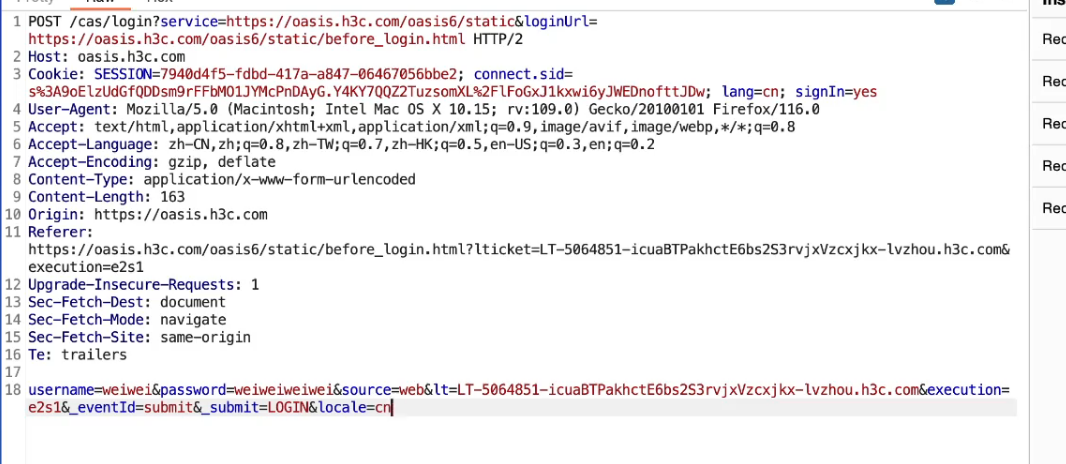 1 POST /cas/login?service=https://oasis.h3c.com/oasis6/static&loginUrl=
https://oasis.h3c.com/oasis6/static/before_login.html HTTP/2
2 Host: oasis.h3c.com
3 Cookie: SESSION=7940d4f5-fdbd-417a-a847-06467056bbe2; connect.sid=
s%3A9oElzUdGfQDDsm9rFFbMO1JYMcPnDAyG.Y4KY7QQZ2TuzsomXL%2FlFoGxJ1kxwi6yJWEDnofttJDw; lang=cn; signIn=yes
4 User-Agent: Mozilla/5.0 (Macintosh; Intel Mac OS X 10.15; rv:109.0) Gecko/20100101 Firefox/116.0
5 Accept: text/html,application/xhtml+xml,application/xml;q=0.9,image/avif,image/webp,*/*;q=0.8
6 Accept-Language: zh-CN,zh;q=0.8,zh-TW;q=0.7,zh-HK;q=0.5,en-US;q=0.3,en;q=0.2
7 Accept-Encoding: gzip, deflate
8 Content-Type: application/x-www-form-urlencoded
9 Content-Length: 163
10 Origin: https://oasis.h3c.com
11 Referer:
https://oasis.h3c.com/oasis6/static/before_login.html?lticket=LT-5064851-icuaBTPakhctE6bs2S3rvjxVzcxjkx-lvzhou.h3c.com&
execution=e2s1
12 Upgrade-Insecure-Requests: 1
13 Sec-Fetch-Dest: document
14 Sec-Fetch-Mode: navigate
15 Sec-Fetch-Site: same-origin
16 Te: trailers
17
18 username=weiwei&password=weiweiweiwei&source=web&lt=LT-5064851-icuaBTPakhctE6bs2S3rvjxVzcxjkx-lvzhou.h3c.com&execution=
e2s1&_eventId=submit&_submit=LOGIN&locale=cn
Rec
Rec
Rec
Rec
Rec